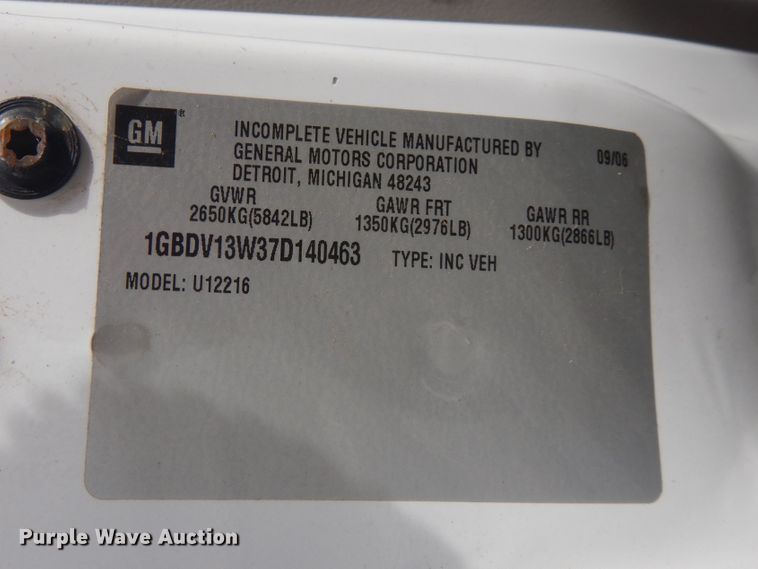 GM®
INCOMPLETE VEHICLE MANUFACTURED BY
GENERAL MOTORS CORPORATION
DETROIT, MICHIGAN 48243
09/06
GVWR GAWR FRT GAWR RR
2650KG(5842LB) 1350KG(2976LB) 1300KG(2866LB)
1GBDV13W37D140463 TYPE: INC VEH
MODEL: U12216
Purple Wave Auction